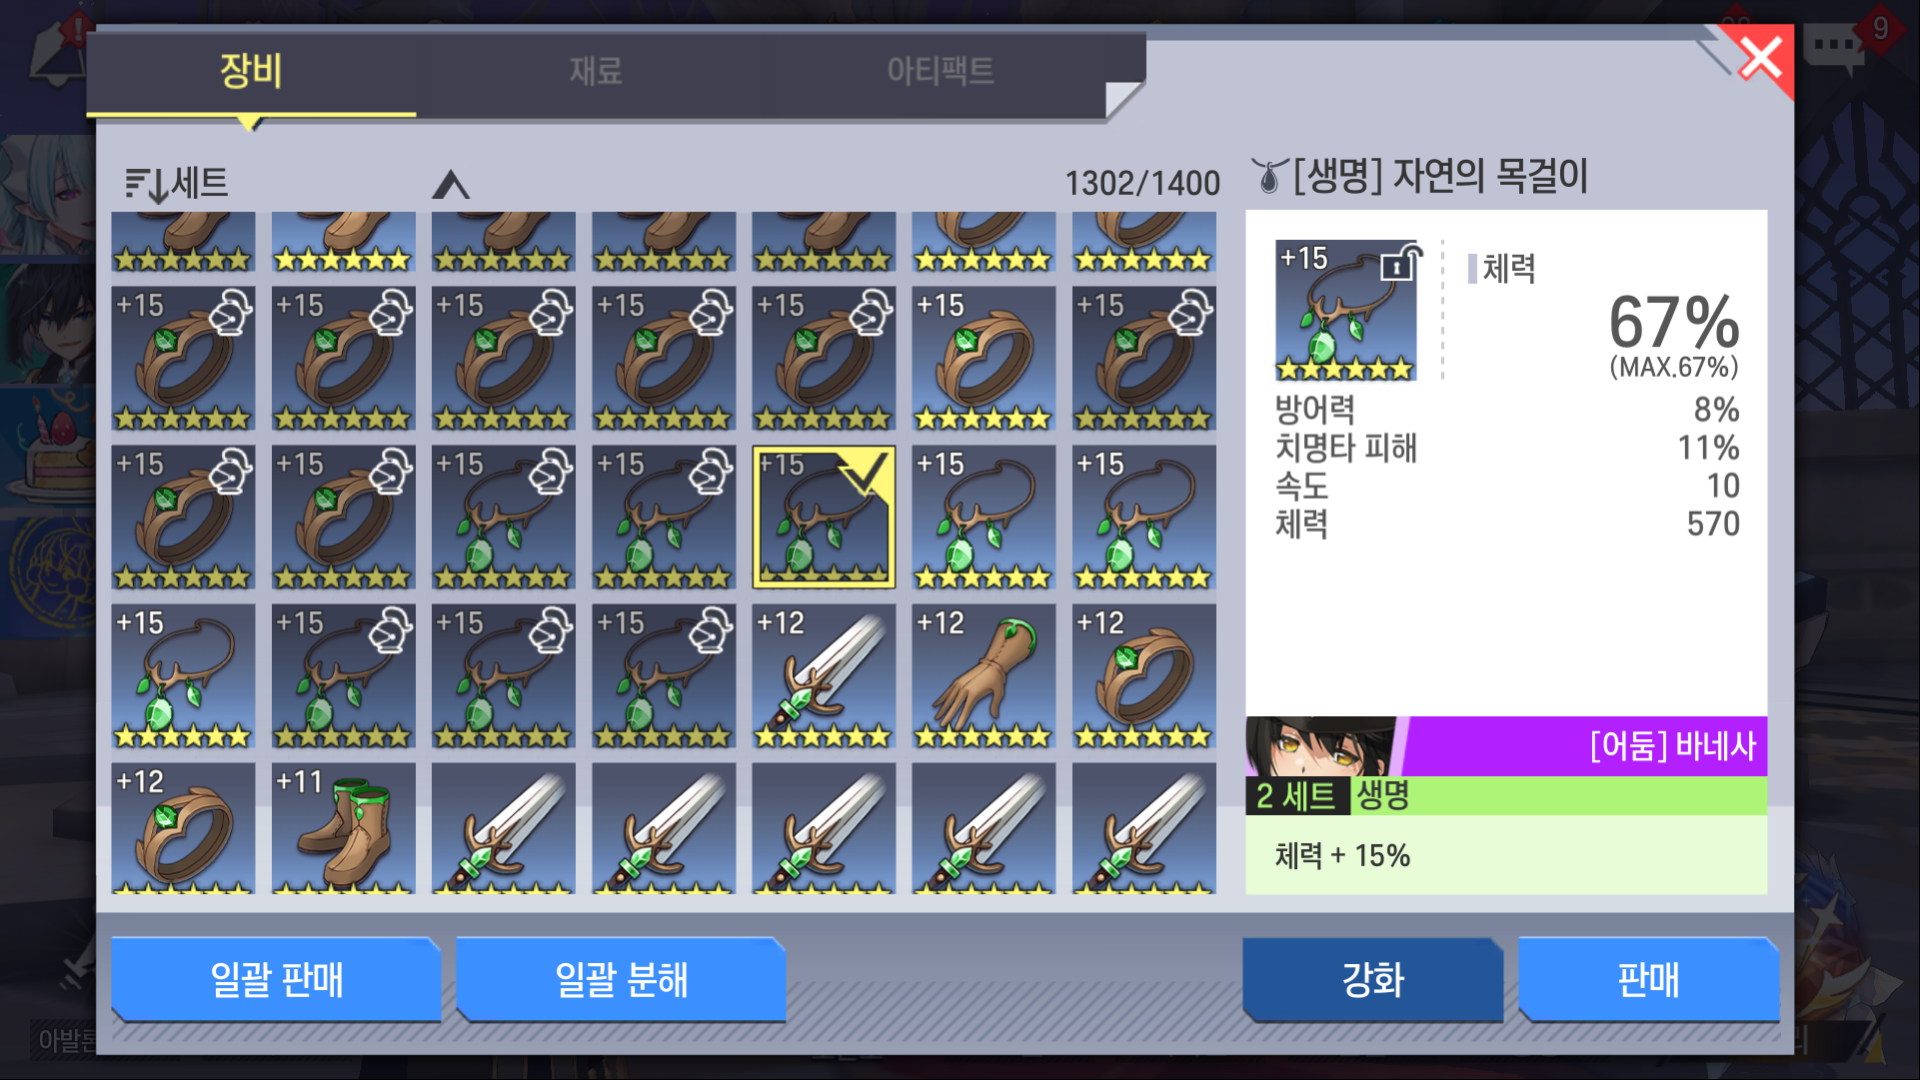 장비
재료
아티팩트
9
세트
1302/1400
[생명] 자연의 목걸이
+15
체력
67%
(MAX.67%)
방어력 8%
치명타 피해 11%
속도 10
체력 570
+15 +15 +15 +15 +15 +15 +15
+15 +15 +15 +15 +15 +15 +15
+15 +15 +15 +15 +12 +12 +12
+12 +11
[어둠] 바네사
2 세트 생명
체력 + 15%
일괄 판매
일괄 분해
강화
판매
아발론